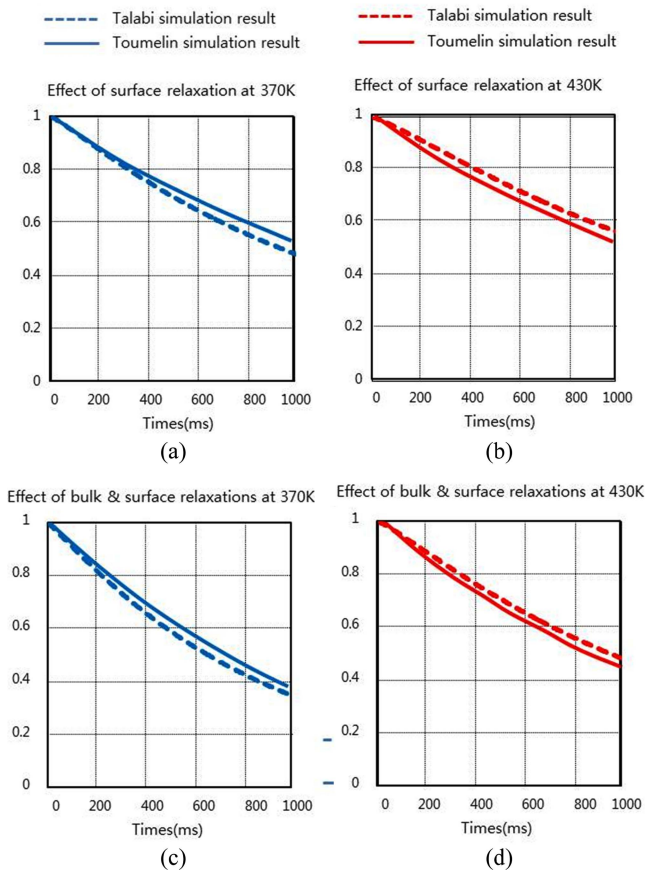 Talabi simulation result
Toumelin simulation result
Talabi simulation result
Toumelin simulation result
Effect of surface relaxation at 370K
1
0.8
0.6
0.4
0.2
0
0 200 400 600 800 1000
Times(ms)
(a)
Effect of surface relaxation at 430K
1
0.8
0.6
0.4
0.2
0
0 200 400 600 800 1000
Times(ms)
(b)
Effect of bulk & surface relaxations at 370K
1
0.8
0.6
0.4
0.2
0
0 200 400 600 800 1000
Times(ms)
(c)
Effect of bulk & surface relaxations at 430K
1
0.8
0.6
0.4
0.2
0
0 200 400 600 800 1000
Times(ms)
(d)